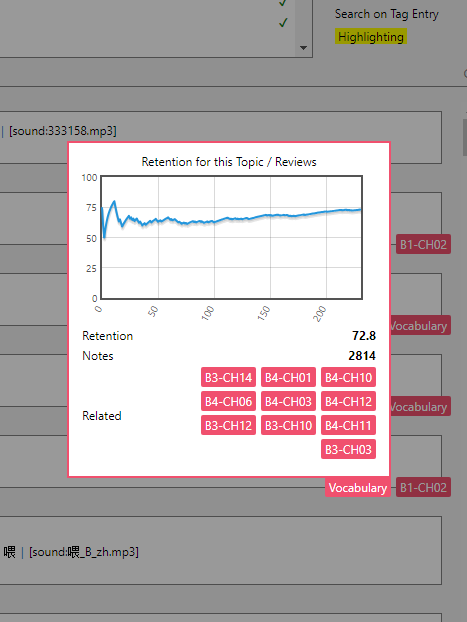 Search on Tag Entry
Highlighting
| [sound:333158.mp3]
Retention for this Topic / Reviews
100
75
50
25
0
0
50
100
150
200
B1-CH02
Vocabulary
Retention 72.8
Notes 2814
B3-CH14 B4-CH01 B4-CH10
Vocabulary
B4-CH06 B4-CH03 B4-CH12
Related
B3-CH12 B3-CH10 B4-CH11
B3-CH03
Vocabulary B1-CH02
喂 | [sound:喂_B_zh.mp3]